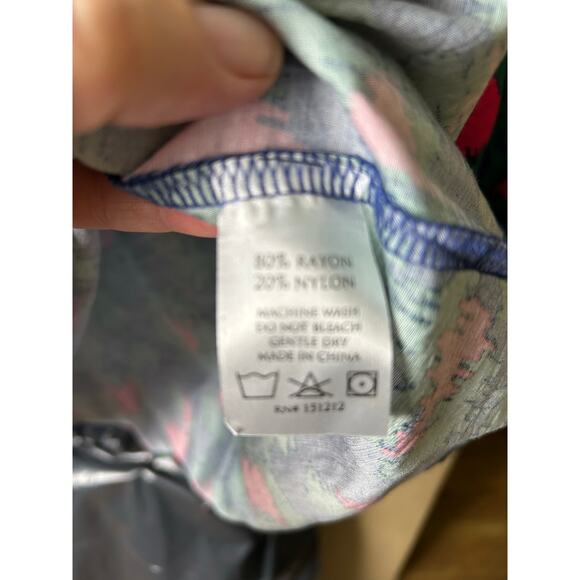 80% RAYON
20% NYLON
MACHINE WASH
DO NOT BLEACH
GENTLE DRY
MADE IN CHINA
RN# 151212